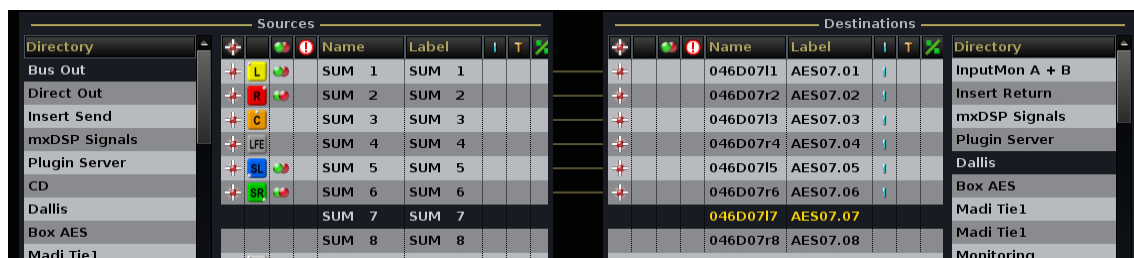 Sources
Destinations
Directory Name Label I T
Name Label I T Directory
Bus Out L SUM 1 SUM 1 046D07l1 AES07.01 InputMon A + B
Direct Out R SUM 2 SUM 2 046D07r2 AES07.02 Insert Return
Insert Send C SUM 3 SUM 3 046D07l3 AES07.03 mxDSP Signals
mxDSP Signals LFE SUM 4 SUM 4 046D07r4 AES07.04 Plugin Server
Plugin Server SL SUM 5 SUM 5 046D07l5 AES07.05 Dallis
CD SR SUM 6 SUM 6 046D07r6 AES07.06 Box AES
Dallis SUM 7 SUM 7 046D07l7 AES07.07 Madi Tie1
Box AES SUM 8 SUM 8 046D07r8 AES07.08 Madi Tie1
Madi Tie1 Monitoring